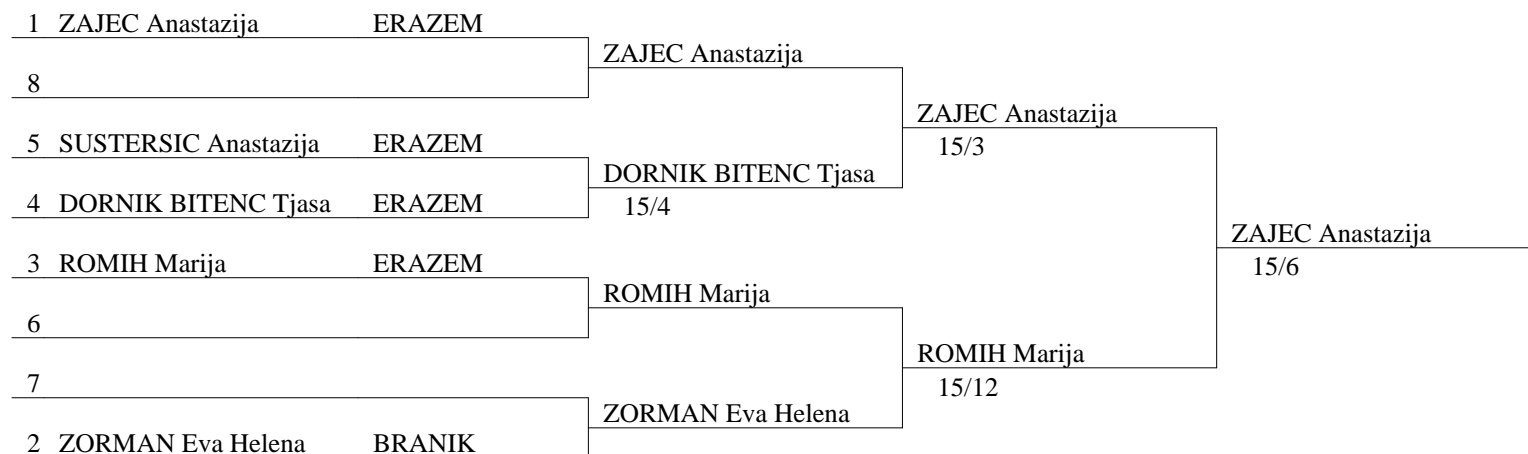 1 ZAJEC Anastazija ERAZEM
ZAJEC Anastazija
8
ZAJEC Anastazija
15/3
5 SUSTERSIC Anastazija ERAZEM
DORNIK BITENC Tjasa
15/4
4 DORNIK BITENC Tjasa ERAZEM
ZAJEC Anastazija
15/6
3 ROMIH Marija ERAZEM
ROMIH Marija
6
ROMIH Marija
15/12
7
ZORMAN Eva Helena
2 ZORMAN Eva Helena BRANIK